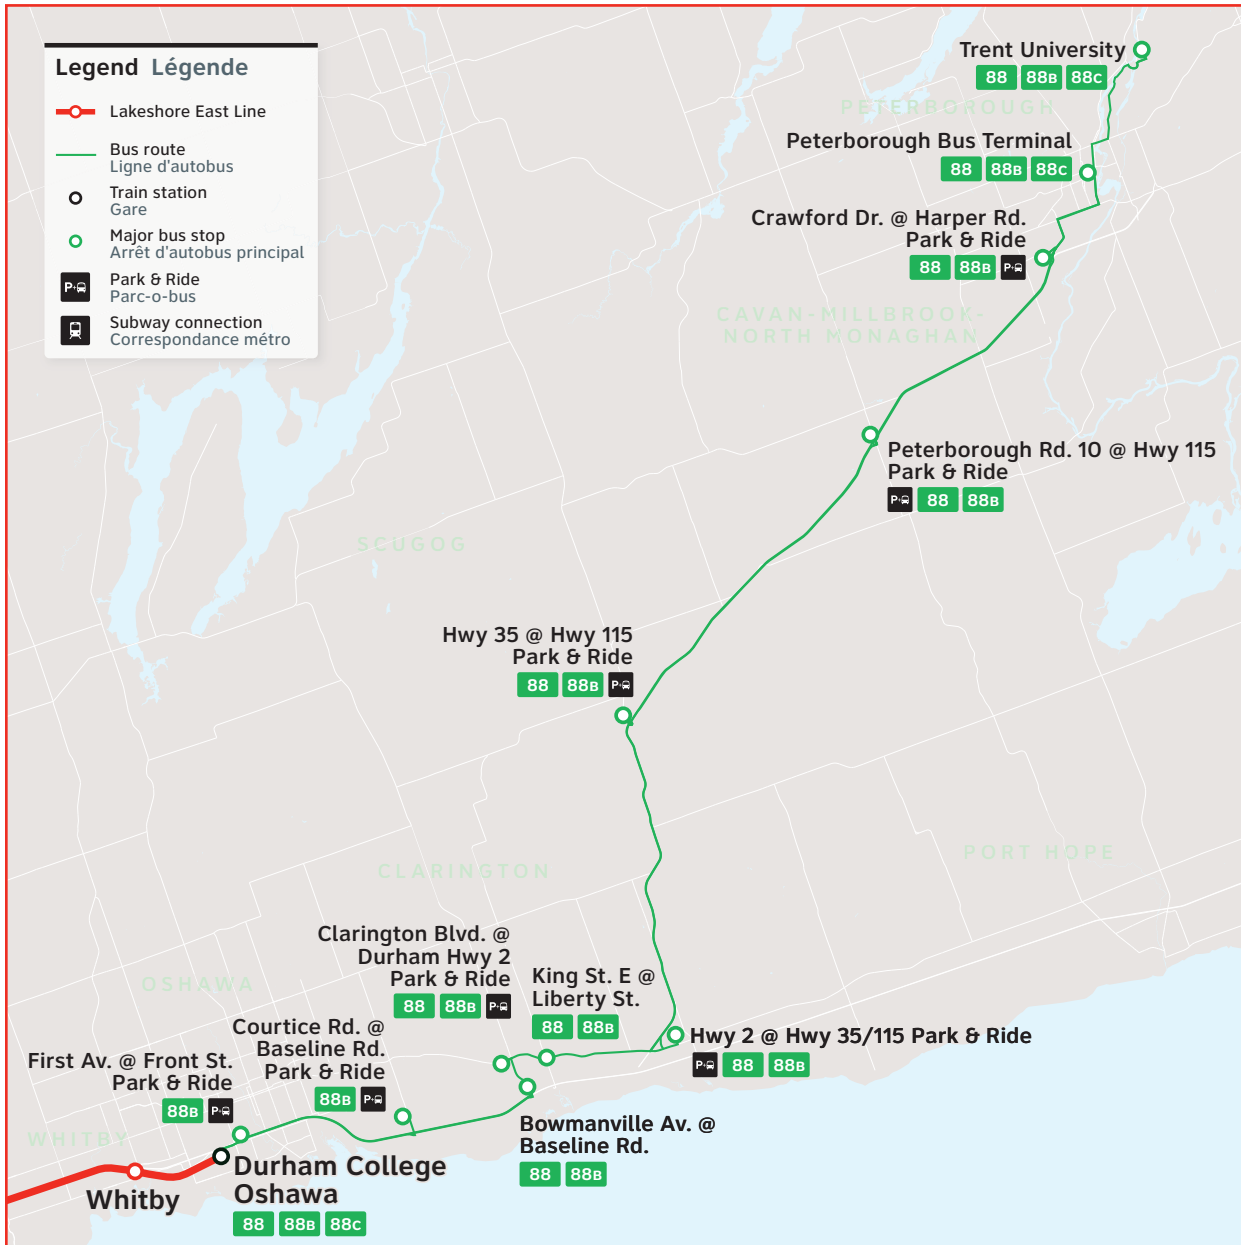 Legend Légende
Lakeshore East Line
Bus route
Ligne d'autobus
Train station
Gare
Major bus stop
Arrêt d'autobus principal
P+
Park & Ride
Parc-o-bus
Subway connection
Correspondance métro
Trent University
88 88B 88C
PETERBOROUGH
Peterborough Bus Terminal
88 88B 88C
Crawford Dr. @ Harper Rd.
Park & Ride
88 88B P+
CAVAN-MILLBROOK-
NORTH MONAGHAN
Peterborough Rd. 10 @ Hwy 115
Park & Ride
P+ 88 88B
SCUGOG
Hwy 35 @ Hwy 115
Park & Ride
88 88B P+
PORT HOPE
CLARINGTON
Clarington Blvd. @
Durham Hwy 2
Park & Ride
88 88B P+
King St. E @
Liberty St.
88 88B
OSHAWA
Courtice Rd. @
Baseline Rd.
Park & Ride
88B P+
Hwy 2 @ Hwy 35/115 Park & Ride
P+ 88 88B
First Av. @ Front St.
Park & Ride
88B P+
Bowmanville Av. @
Baseline Rd.
88 88B
WHITBY
Durham College
Oshawa
88 88B 88C
Whitby